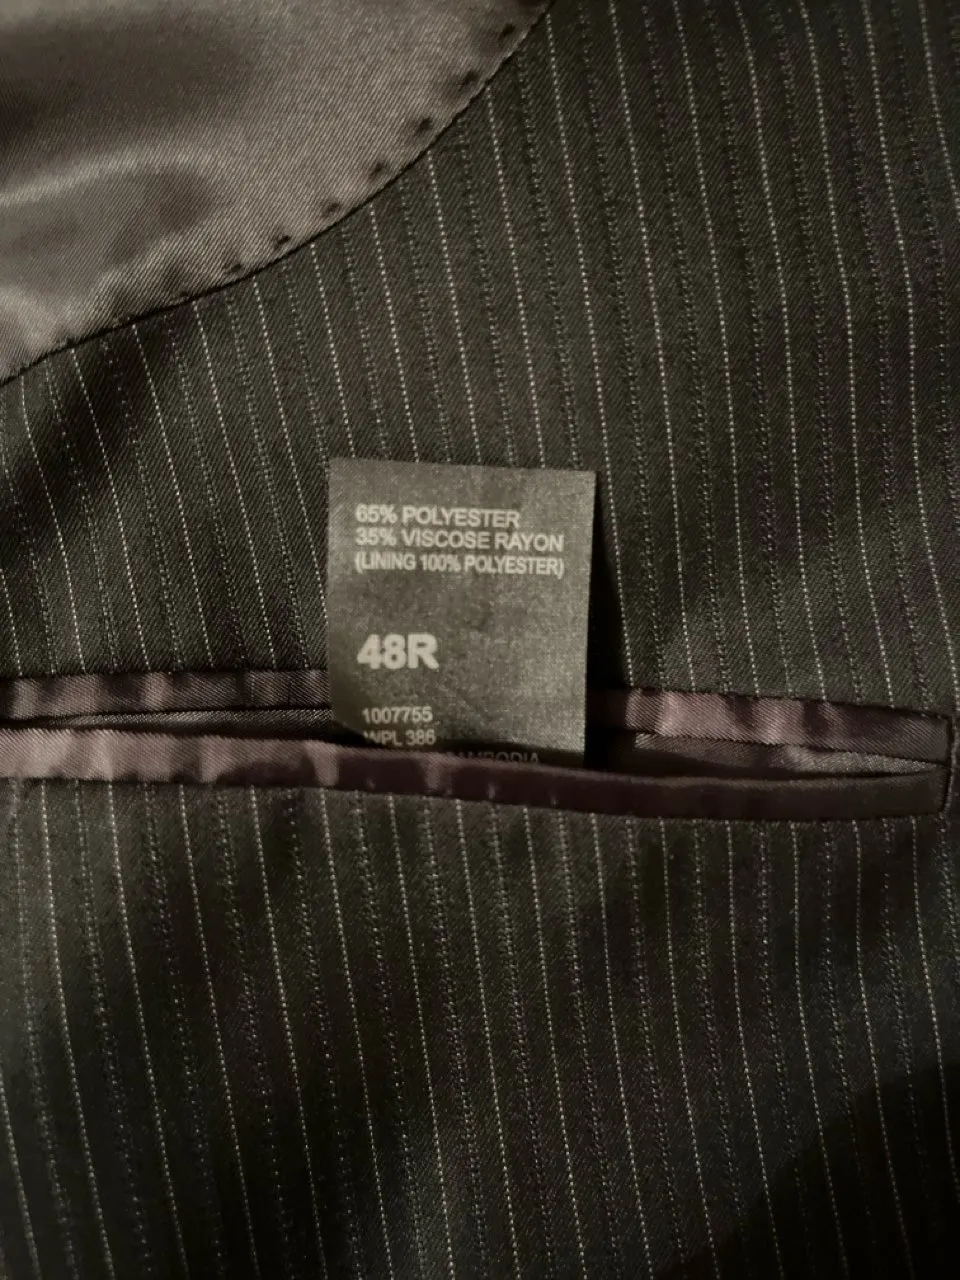 65% POLYESTER
35% VISCOSE RAYON
(LINING 100% POLYESTER)
48R
1007755
WPL 386